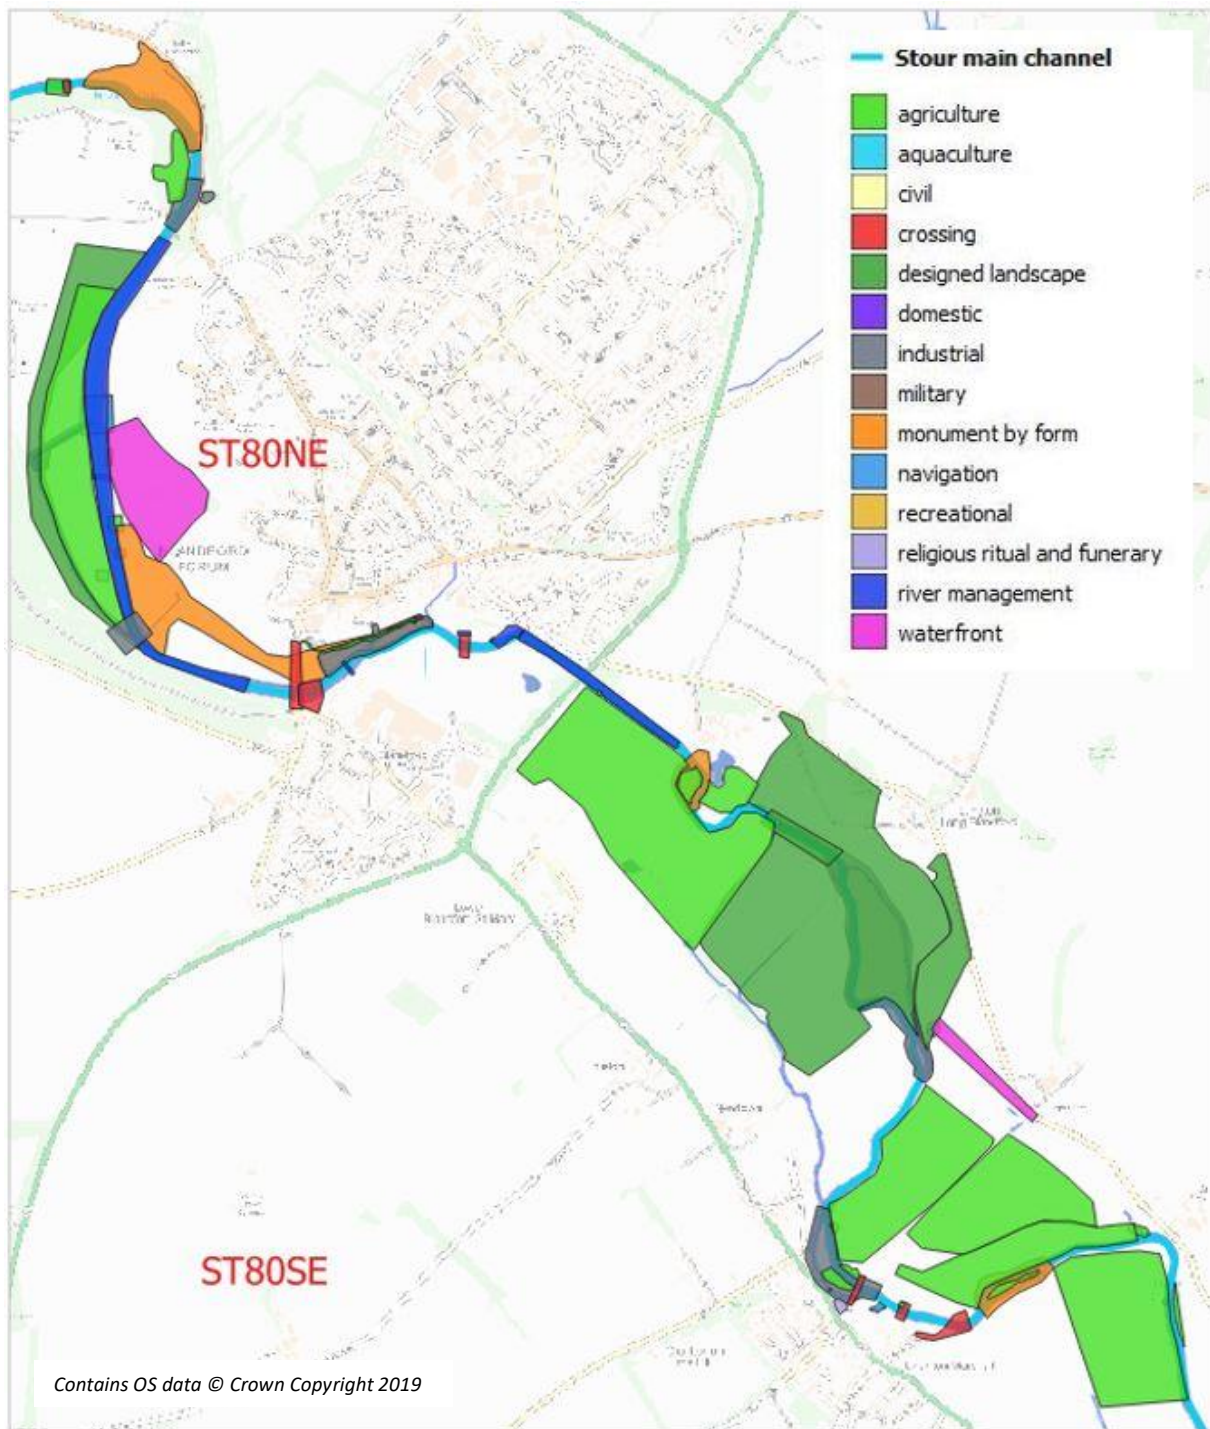 Stour main channel
agriculture
aquaculture
civil
crossing
designed landscape
domestic
industrial
military
monument by form
navigation
recreational
religious ritual and funerary
river management
waterfront
ST80NE
FORUM
ST80SE
Contains OS data © Crown Copyright 2019